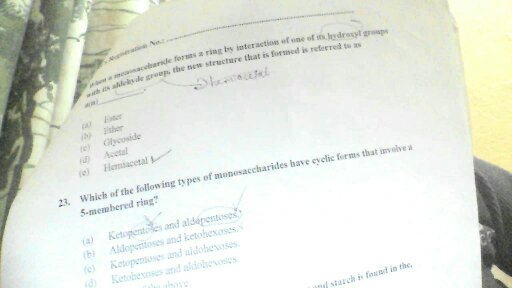 Registration No.:
When a monosaccharide forms a ring by interaction of one of its hydroxyl groups
with its aldehyde group, the new structure that is formed is referred to as
a(n)
(a) Ester
(b) Ether
(c) Glycoside
(d) Acetal
(e) Hemiacetal
23. Which of the following types of monosaccharides have cyclic forms that involve a
5-membered ring?
(a) Ketopentoses and aldopentoses.
(b) Aldopentoses and ketohexoses.
(c) Ketopentoses and aldohexoses.
(d) Ketohexoses and aldohexoses.
the above
and starch is found in the,